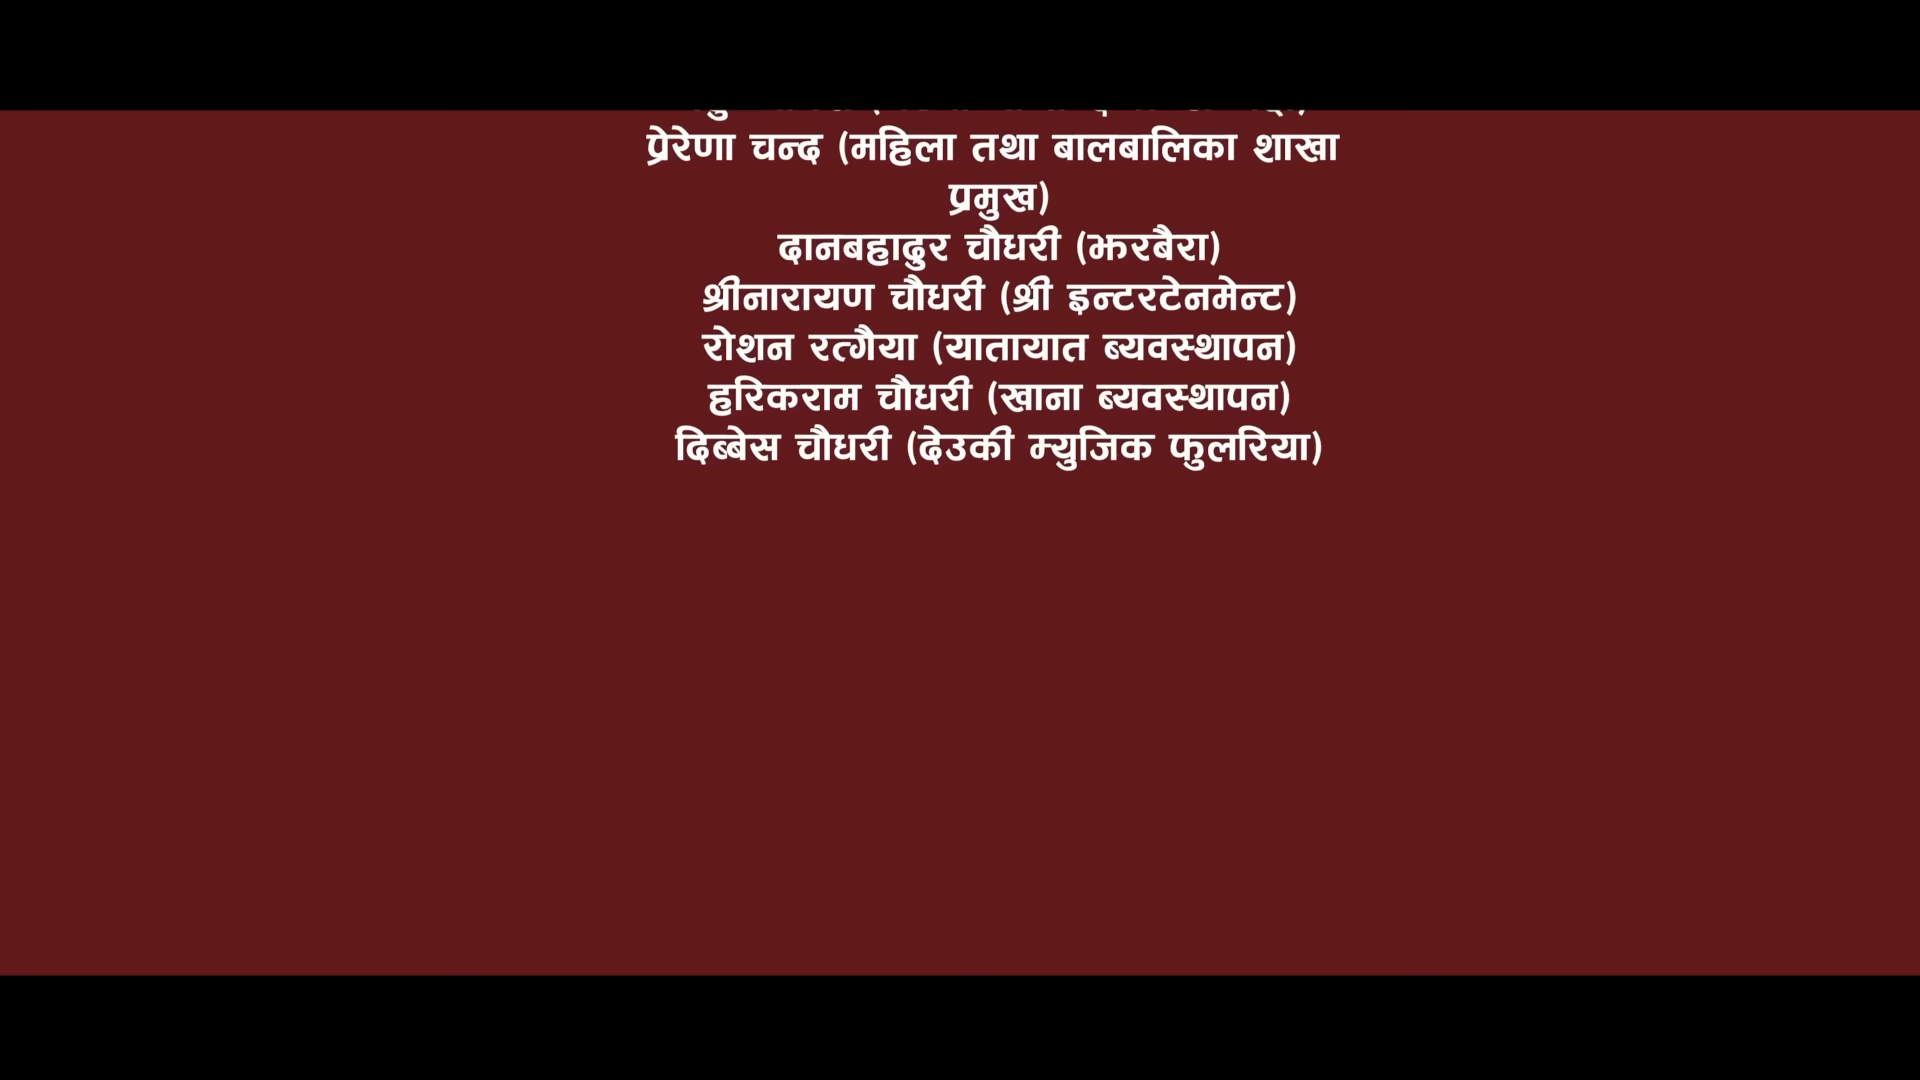 प्रेरेणा चन्द (महिला तथा बालबालिका शाखा
प्रमुख)
दानबहादुर चौधरी (झरबैरा)
श्रीनारायण चौधरी (श्री इन्टरटेनमेन्ट)
रोशन रत्गैया (यातायात ब्यवस्थापन)
हरिकराम चौधरी (खाना ब्यवस्थापन)
दिब्बेस चौधरी (देउकी म्युजिक फुलरिया)